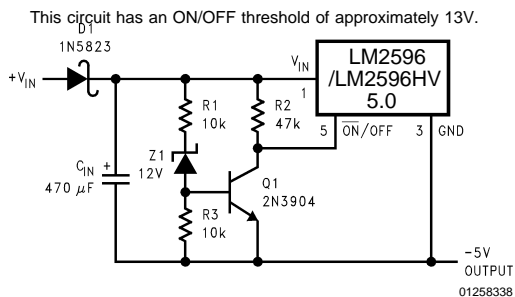 This circuit has an ON/OFF threshold of approximately 13V.
D1
1N5823
+VIN
VIN
1
LM2596
/LM2596HV
5.0
R1
10k
R2
47k
5
ON/OFF
3
GND
Z1
12V
CIN
+
470 μF
Q1
2N3904
R3
10k
-5V
OUTPUT
01258338